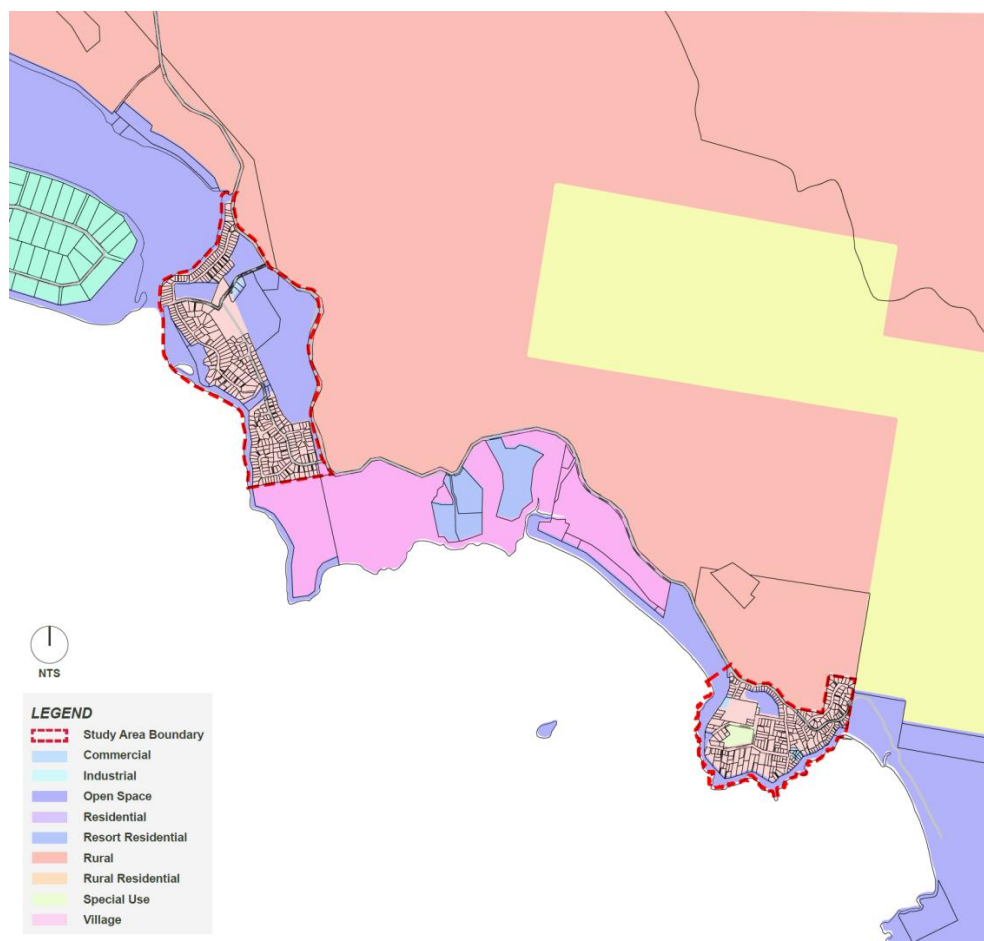 NTS
LEGEND
Study Area Boundary
Commercial
Industrial
Open Space
Residential
Resort Residential
Rural
Rural Residential
Special Use
Village